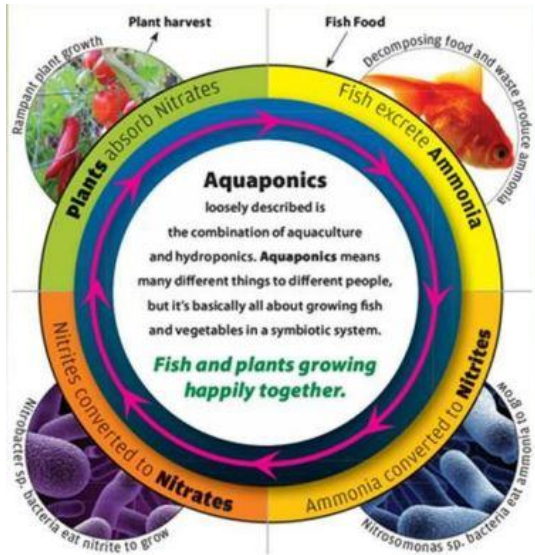 Plant harvest
Fish Food
Rampant plant growth
Decomposing food and waste produce ammonia
Plants absorb Nitrates
Fish excrete Ammonia
Aquaponics
loosely described is
the combination of aquaculture
and hydroponics. Aquaponics means
many different things to different people,
but it's basically all about growing fish
and vegetables in a symbiotic system.
Fish and plants growing
happily together.
Nitrites converted to Nitrates
Ammonia converted to Nitrites
Nitrobacter sp. bacteria eat nitrite to grow
Nitrosomonas sp. bacteria eat ammonia to grow